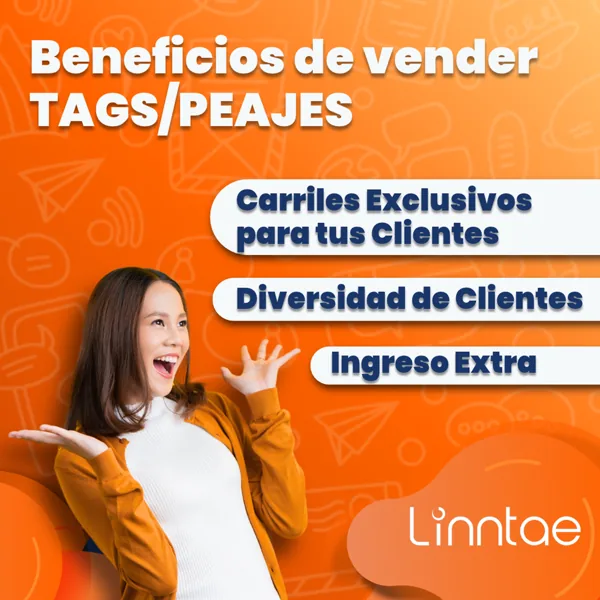 Beneficios de vender
TAGS/PEAJES
Carriles Exclusivos
para tus Clientes
Diversidad de Clientes
Ingreso Extra
Linntae